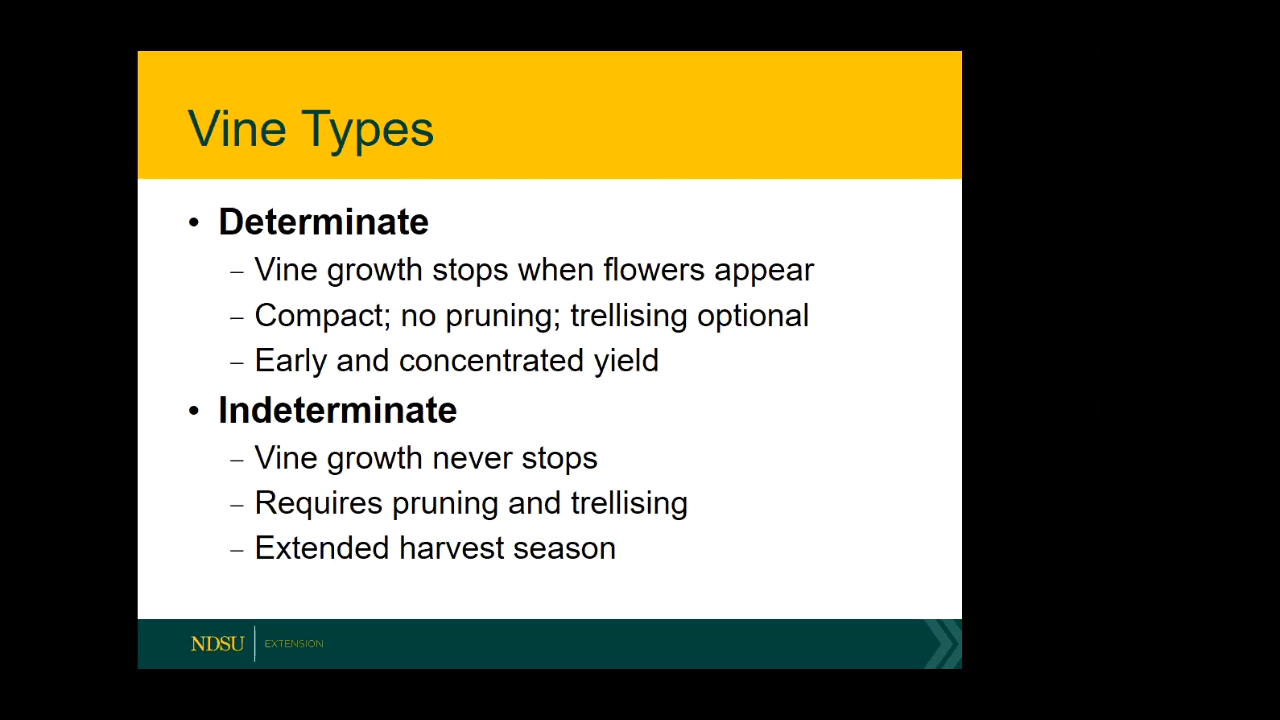 Vine Types
• Determinate
– Vine growth stops when flowers appear
– Compact; no pruning; trellising optional
– Early and concentrated yield
• Indeterminate
– Vine growth never stops
– Requires pruning and trellising
– Extended harvest season
NDSU EXTENSION